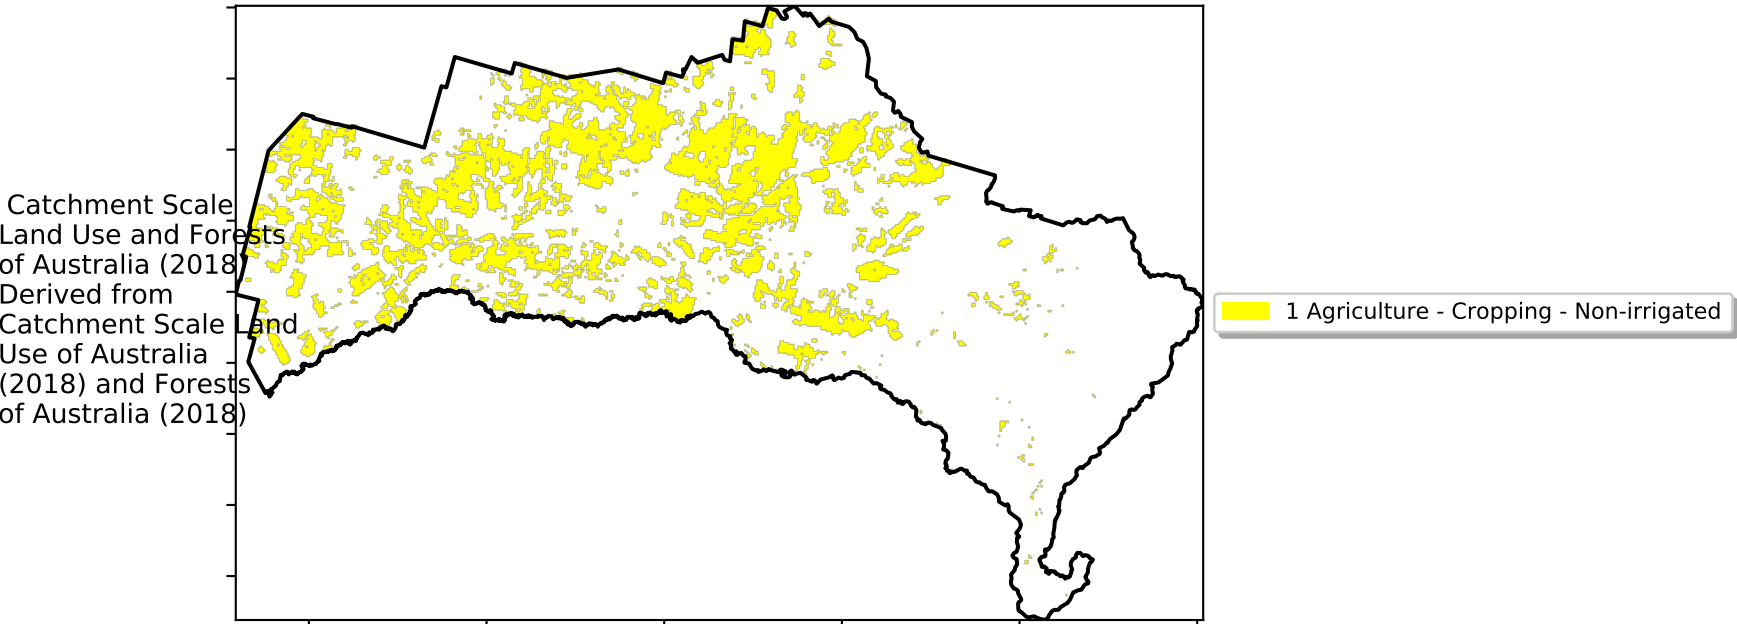 Catchment Scale
Land Use and Forests
of Australia (2018)
Derived from
Catchment Scale Land
Use of Australia
(2018) and Forests
of Australia (2018)
1 Agriculture - Cropping - Non-irrigated